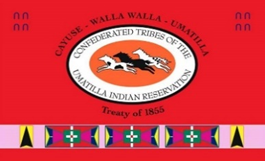 CAYUSE - WALLA WALLA - UMATILLA
CONFEDERATED TRIBES OF THE
UMATILLA INDIAN RESERVATION
Treaty of 1855